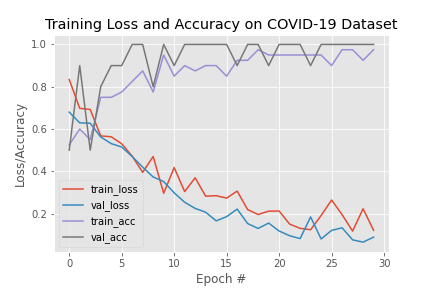 Training Loss and Accuracy on COVID-19 Dataset
Loss/Accuracy
1.0
0.8
0.6
0.4
0.2
train_loss
val_loss
train_acc
val_acc
0
5
10
15
20
25
30
Epoch #